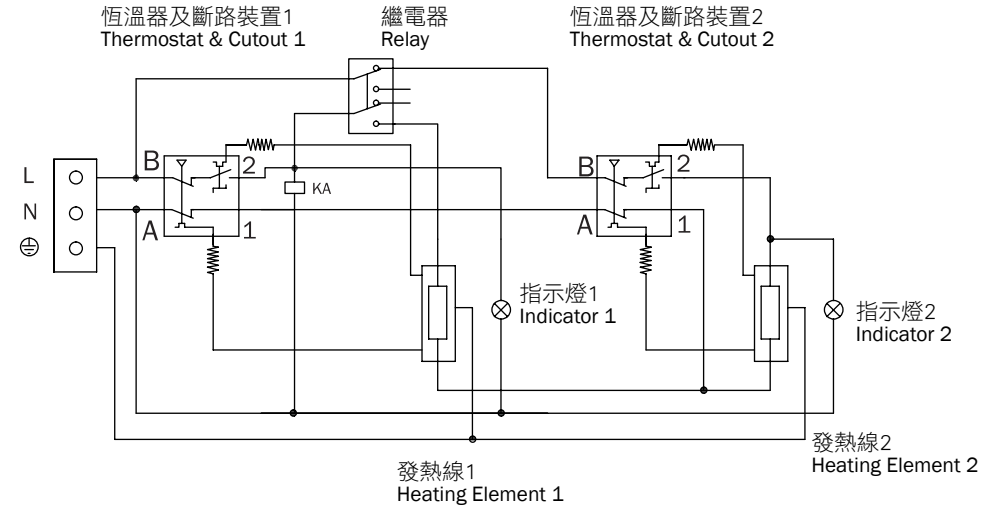 恆溫器及斷路裝置1
Thermostat & Cutout 1
繼電器
Relay
恆溫器及斷路裝置2
Thermostat & Cutout 2
L
N
B
2
A
1
KA
B
2
A
1
指示燈1
Indicator 1
指示燈2
Indicator 2
發熱線1
Heating Element 1
發熱線2
Heating Element 2